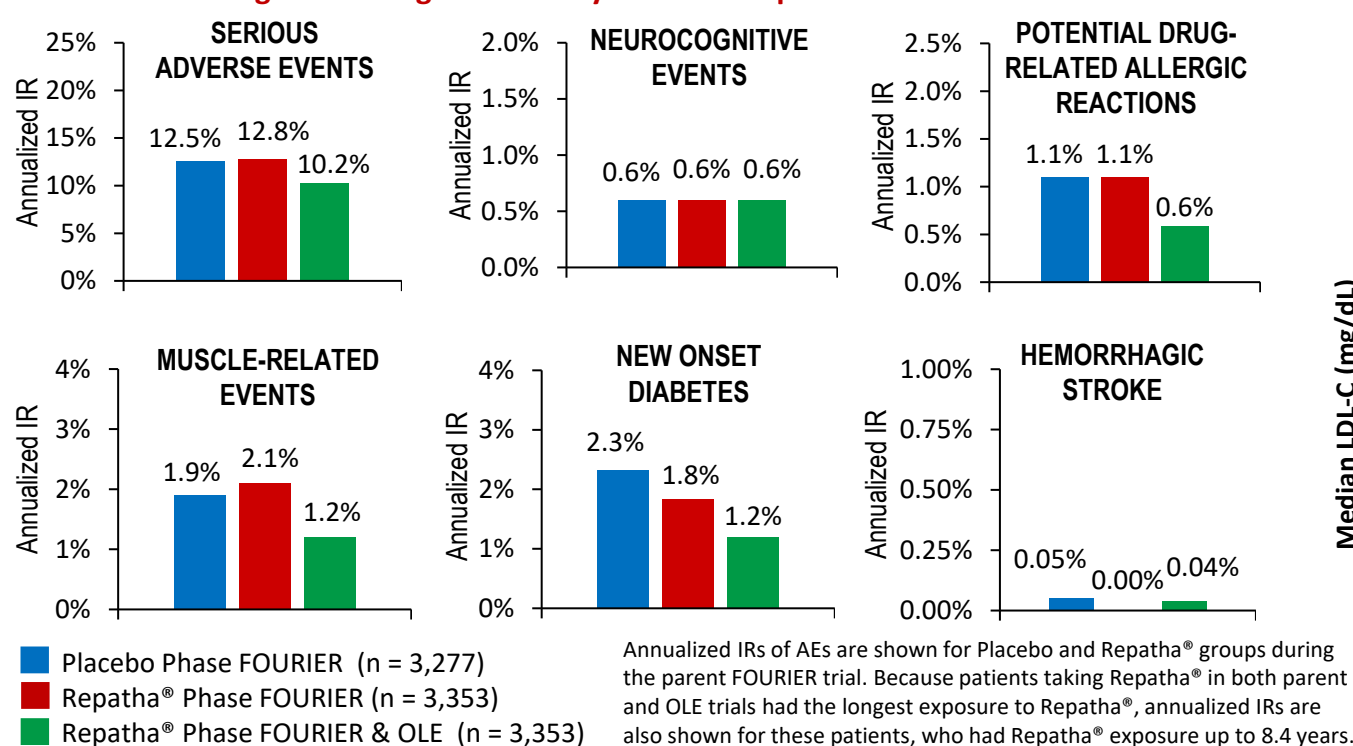 SERIOUS
ADVERSE EVENTS
Annualized IR
25%
20%
15%
10%
5%
0%
12.5%
12.8%
10.2%
NEUROCOGNITIVE
EVENTS
Annualized IR
2.0%
1.5%
1.0%
0.5%
0.0%
0.6%
0.6%
0.6%
POTENTIAL DRUG-
RELATED ALLERGIC
REACTIONS
Annualized IR
2.5%
2.0%
1.5%
1.0%
0.5%
0.0%
1.1%
1.1%
0.6%
MUSCLE-RELATED
EVENTS
Annualized IR
4%
3%
2%
1%
0%
1.9%
2.1%
1.2%
NEW ONSET
DIABETES
Annualized IR
4%
3%
2%
1%
0%
2.3%
1.8%
1.2%
HEMORRHAGIC
STROKE
Annualized IR
1.00%
0.75%
0.50%
0.25%
0.00%
0.05%
0.00%
0.04%
Median LDL-C (mg/dL)
Placebo Phase FOURIER (n = 3,277)
Repatha® Phase FOURIER (n = 3,353)
Repatha® Phase FOURIER & OLE (n = 3,353)
Annualized IRs of AEs are shown for Placebo and Repatha® groups during
the parent FOURIER trial. Because patients taking Repatha® in both parent
and OLE trials had the longest exposure to Repatha®, annualized IRs are
also shown for these patients, who had Repatha® exposure up to 8.4 years.